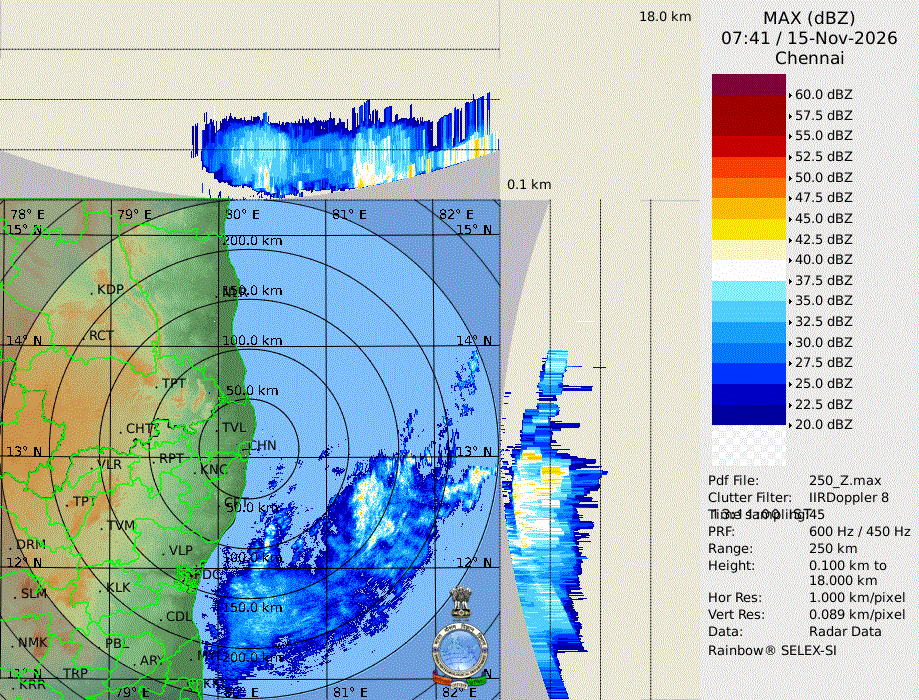 18.0 km
0.1 km
MAX (dBZ)
07:41 / 15-Nov-2026
Chennai
60.0 dBZ
57.5 dBZ
55.0 dBZ
52.5 dBZ
50.0 dBZ
47.5 dBZ
45.0 dBZ
42.5 dBZ
40.0 dBZ
37.5 dBZ
35.0 dBZ
32.5 dBZ
30.0 dBZ
27.5 dBZ
25.0 dBZ
22.5 dBZ
20.0 dBZ
Pdf File: 250_Z.max
Clutter Filter: IIRDoppler 8
PRF: 600 Hz / 450 Hz
Range: 250 km
Height: 0.100 km to
18.000 km
Hor Res: 1.000 km/pixel
Vert Res: 0.089 km/pixel
Data: Radar Data
Rainbow® SELEX-SI
78° E 79° E 80° E 81° E 82° E
15° N 15° N
200.0 km
KDP
150.0 km
RCT
100.0 km
14° N 14° N
TPT
50.0 km
CHT
TVL
CHN
13° N 13° N
VLR
RPT
KNC
TPT
50.0 km
TVM
DRM
VLP
100.0 km
12° N 12° N
PDC
SLM
KLK
150.0 km
CDL
NMK
PBL
200.0 km
ARY
TRP
11° N 11° N
KRR
79° E 80° E 81° E 82° E